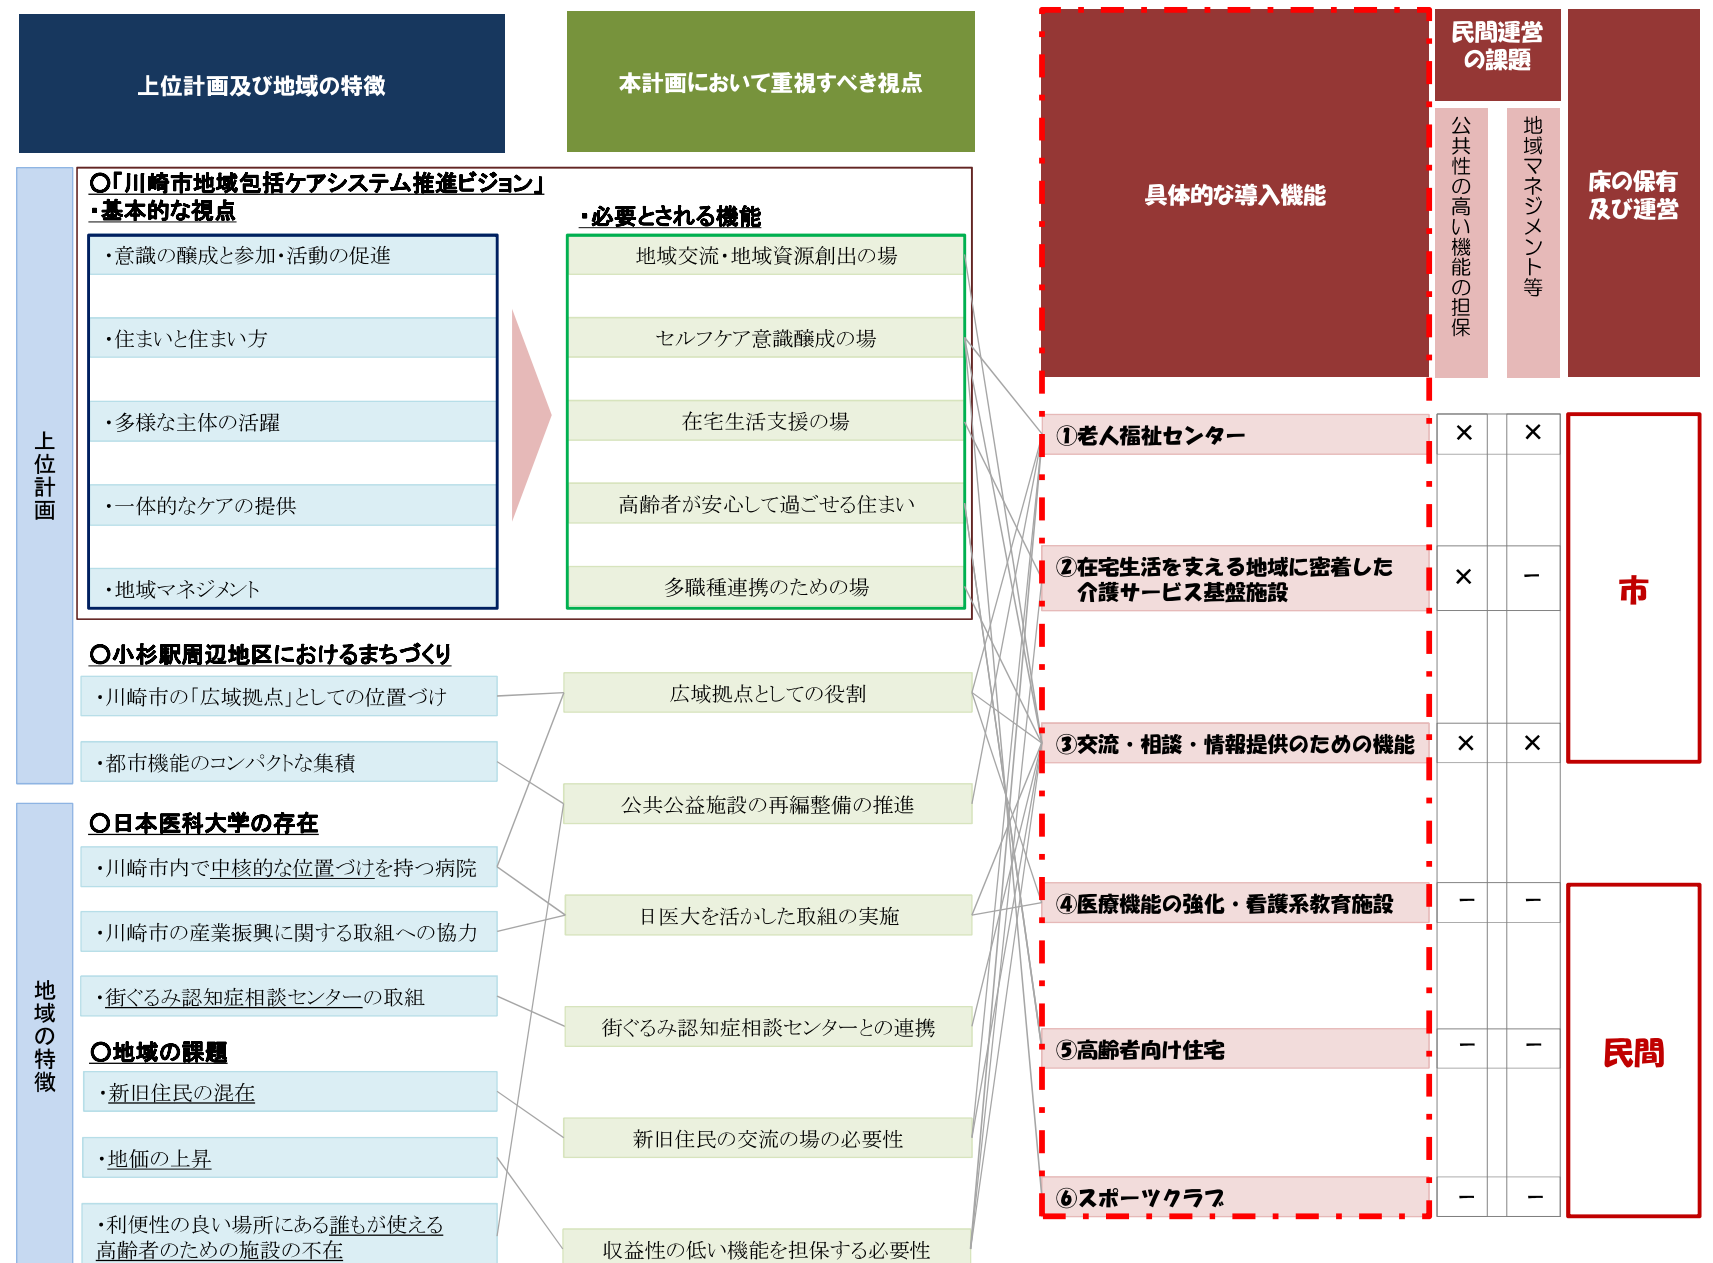 上位計画及び地域の特徴
本計画において重視すべき視点
具体的な導入機能
民間運営
の課題
公共性の高い機能の担保
地域マネジメント等
床の保有
及び運営
上位計画
○「川崎市地域包括ケアシステム推進ビジョン」
・基本的な視点
・意識の醸成と参加・活動の促進
・住まいと住まい方
・多様な主体の活躍
・一体的なケアの提供
・地域マネジメント
・必要とされる機能
地域交流・地域資源創出の場
セルフケア意識醸成の場
在宅生活支援の場
高齢者が安心して過ごせる住まい
多職種連携のための場
○小杉駅周辺地区におけるまちづくり
・川崎市の「広域拠点」としての位置づけ
・都市機能のコンパクトな集積
地域の特徴
○日本医科大学の存在
・川崎市内で中核的な位置づけを持つ病院
・川崎市の産業振興に関する取組への協力
・街ぐるみ認知症相談センターの取組
○地域の課題
・新旧住民の混在
・地価の上昇
・利便性の良い場所にある誰もが使える
高齢者のための施設の不在
広域拠点としての役割
公共公益施設の再編整備の推進
日医大を活かした取組の実施
街ぐるみ認知症相談センターとの連携
新旧住民の交流の場の必要性
収益性の低い機能を担保する必要性
①老人福祉センター × ×
②在宅生活を支える地域に密着した
介護サービス基盤施設 × −
③交流・相談・情報提供のための機能 × ×
④医療機能の強化・看護系教育施設 − −
⑤高齢者向け住宅 − −
⑥スポーツクラブ − −
市
民間